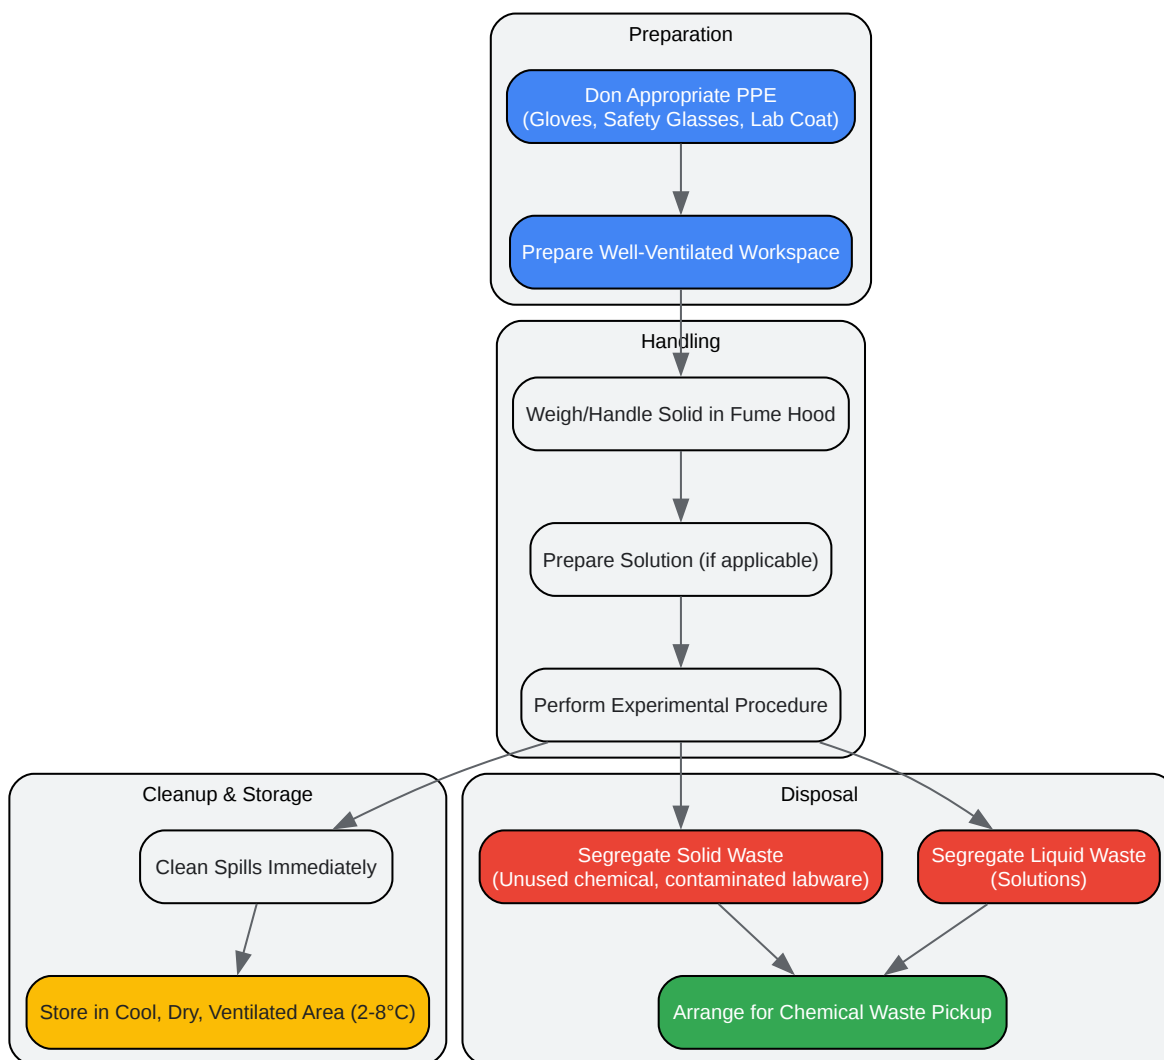 Preparation
Don Appropriate PPE
(Gloves, Safety Glasses, Lab Coat)
Prepare Well-Ventilated Workspace
Handling
Weigh/Handle Solid in Fume Hood
Prepare Solution (if applicable)
Perform Experimental Procedure
Cleanup & Storage
Clean Spills Immediately
Store in Cool, Dry, Ventilated Area (2-8°C)
Disposal
Segregate Solid Waste
(Unused chemical, contaminated labware)
Segregate Liquid Waste
(Solutions)
Arrange for Chemical Waste Pickup